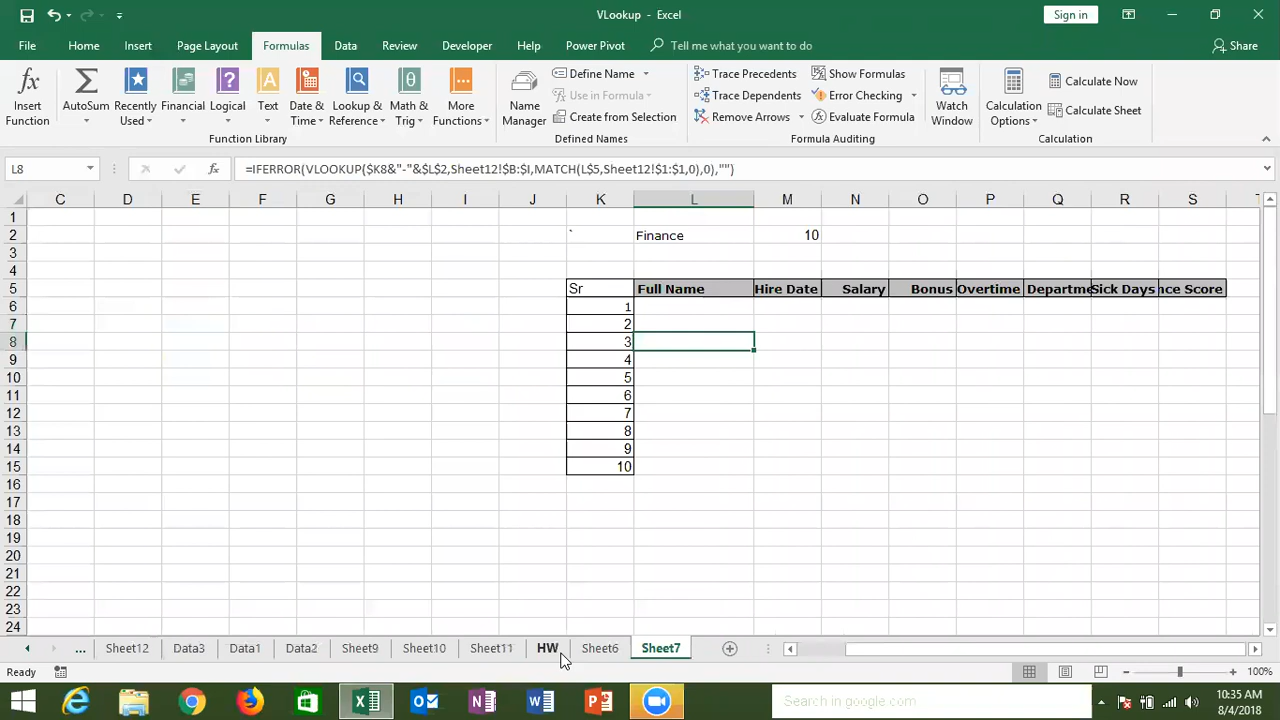 VLookup - Excel
Sign in
File Home Insert Page Layout Formulas Data Review Developer Help Power Pivot Tell me what you want to do Share
Insert Function
AutoSum
Recently Used
Financial
Logical
Text
Date & Time
Lookup & Reference
Math & Trig
More Functions
Function Library
Name Manager
Define Name
Use in Formula
Create from Selection
Defined Names
Trace Precedents
Trace Dependents
Remove Arrows
Show Formulas
Error Checking
Evaluate Formula
Formula Auditing
Watch Window
Calculation Options
Calculate Now
Calculate Sheet
Calculation
L8 fx =IFERROR(VLOOKUP($K8&"-"&$L$2,Sheet12!$B:$I,MATCH(L$5,Sheet12!$1:$1,0),0),"")
C D E F G H I J K L M N O P Q R S
1
2 ` Finance 10
3
4
5 Sr Full Name Hire Date Salary Bonus Overtime Departme Sick Days nce Score
6 1
7 2
8 3
9 4
10 5
11 6
12 7
13 8
14 9
15 10
16
17
18
19
20
21
22
23
24
... Sheet12 Data3 Data1 Data2 Sheet9 Sheet10 Sheet11 HW Sheet6 Sheet7
Ready 100%
Search in google.com
10:35 AM
8/4/2018